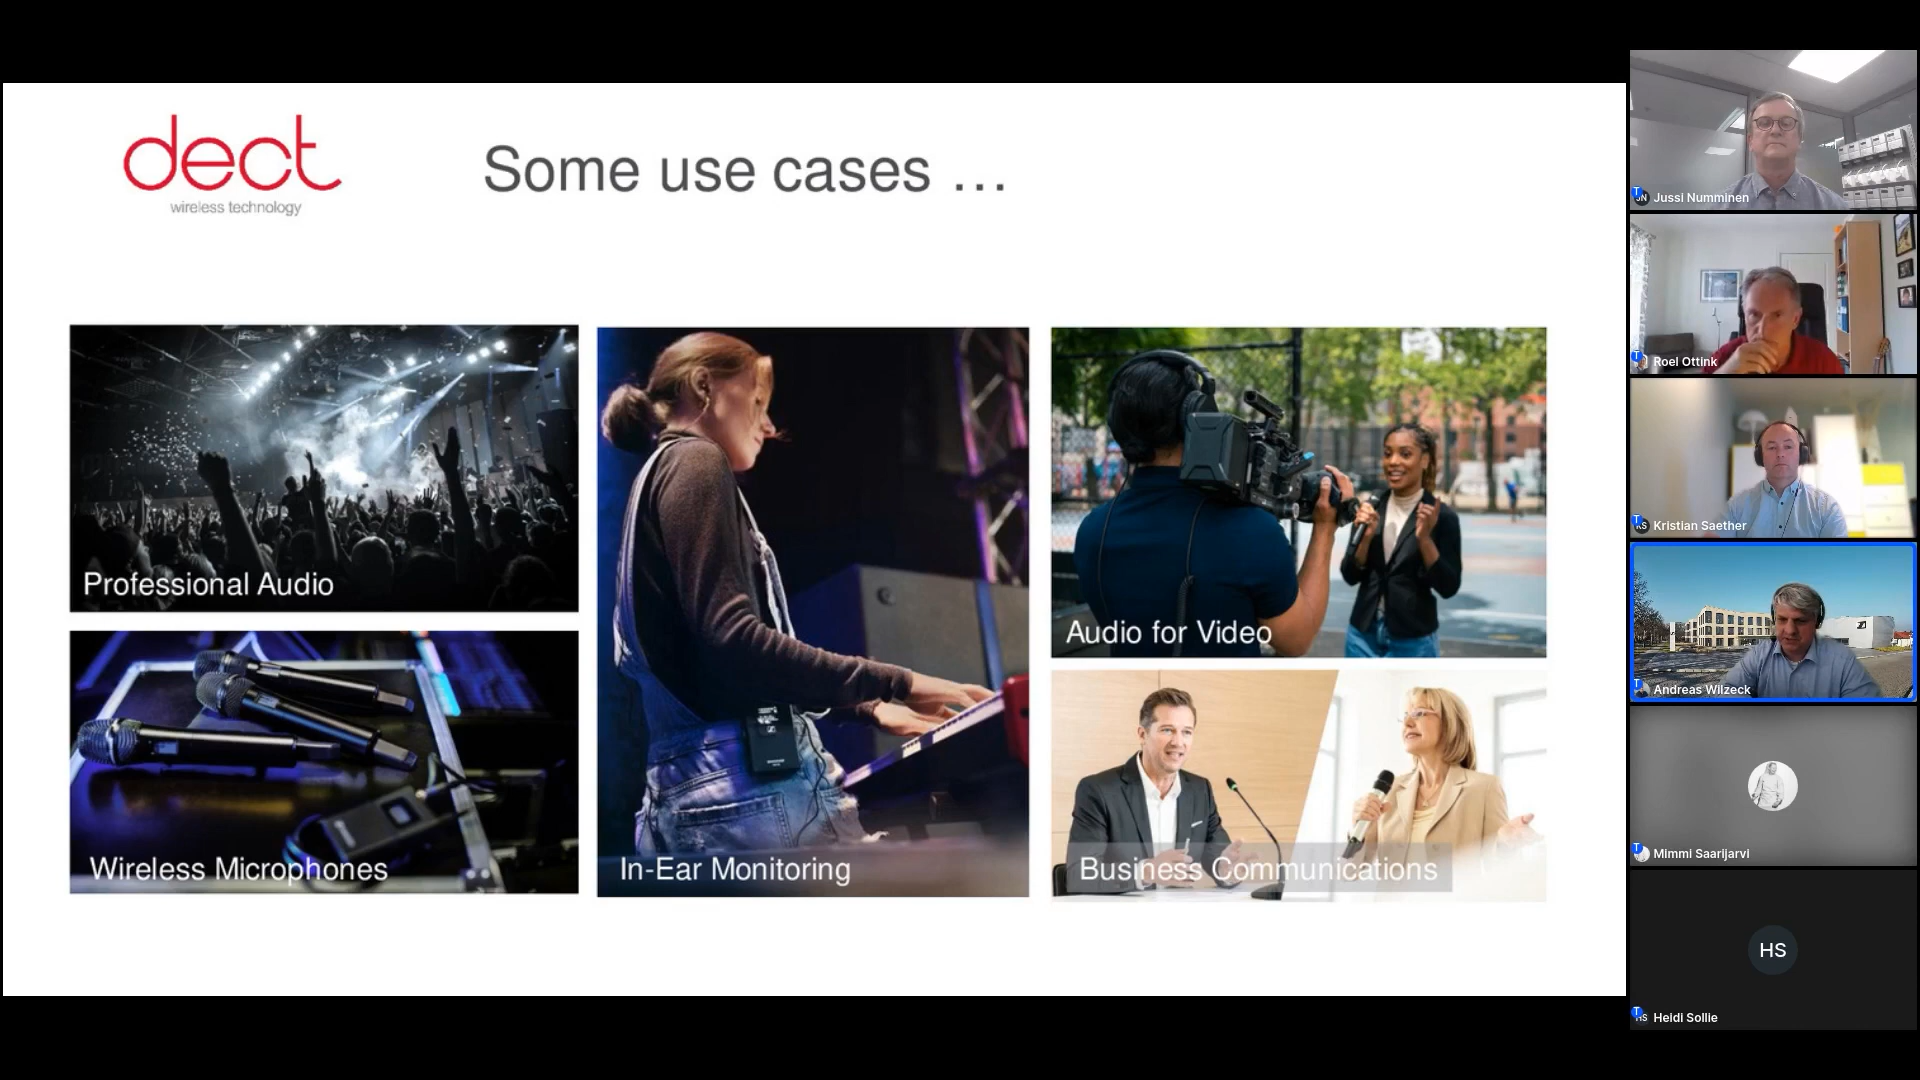 dect
wireless technology
Some use cases …
Professional Audio
Wireless Microphones
In-Ear Monitoring
Audio for Video
Business Communications
Jussi Numminen
Roel Ottink
Kristian Saether
Andreas Wilzeck
Mimmi Saarijarvi
HS
Heidi Sollie